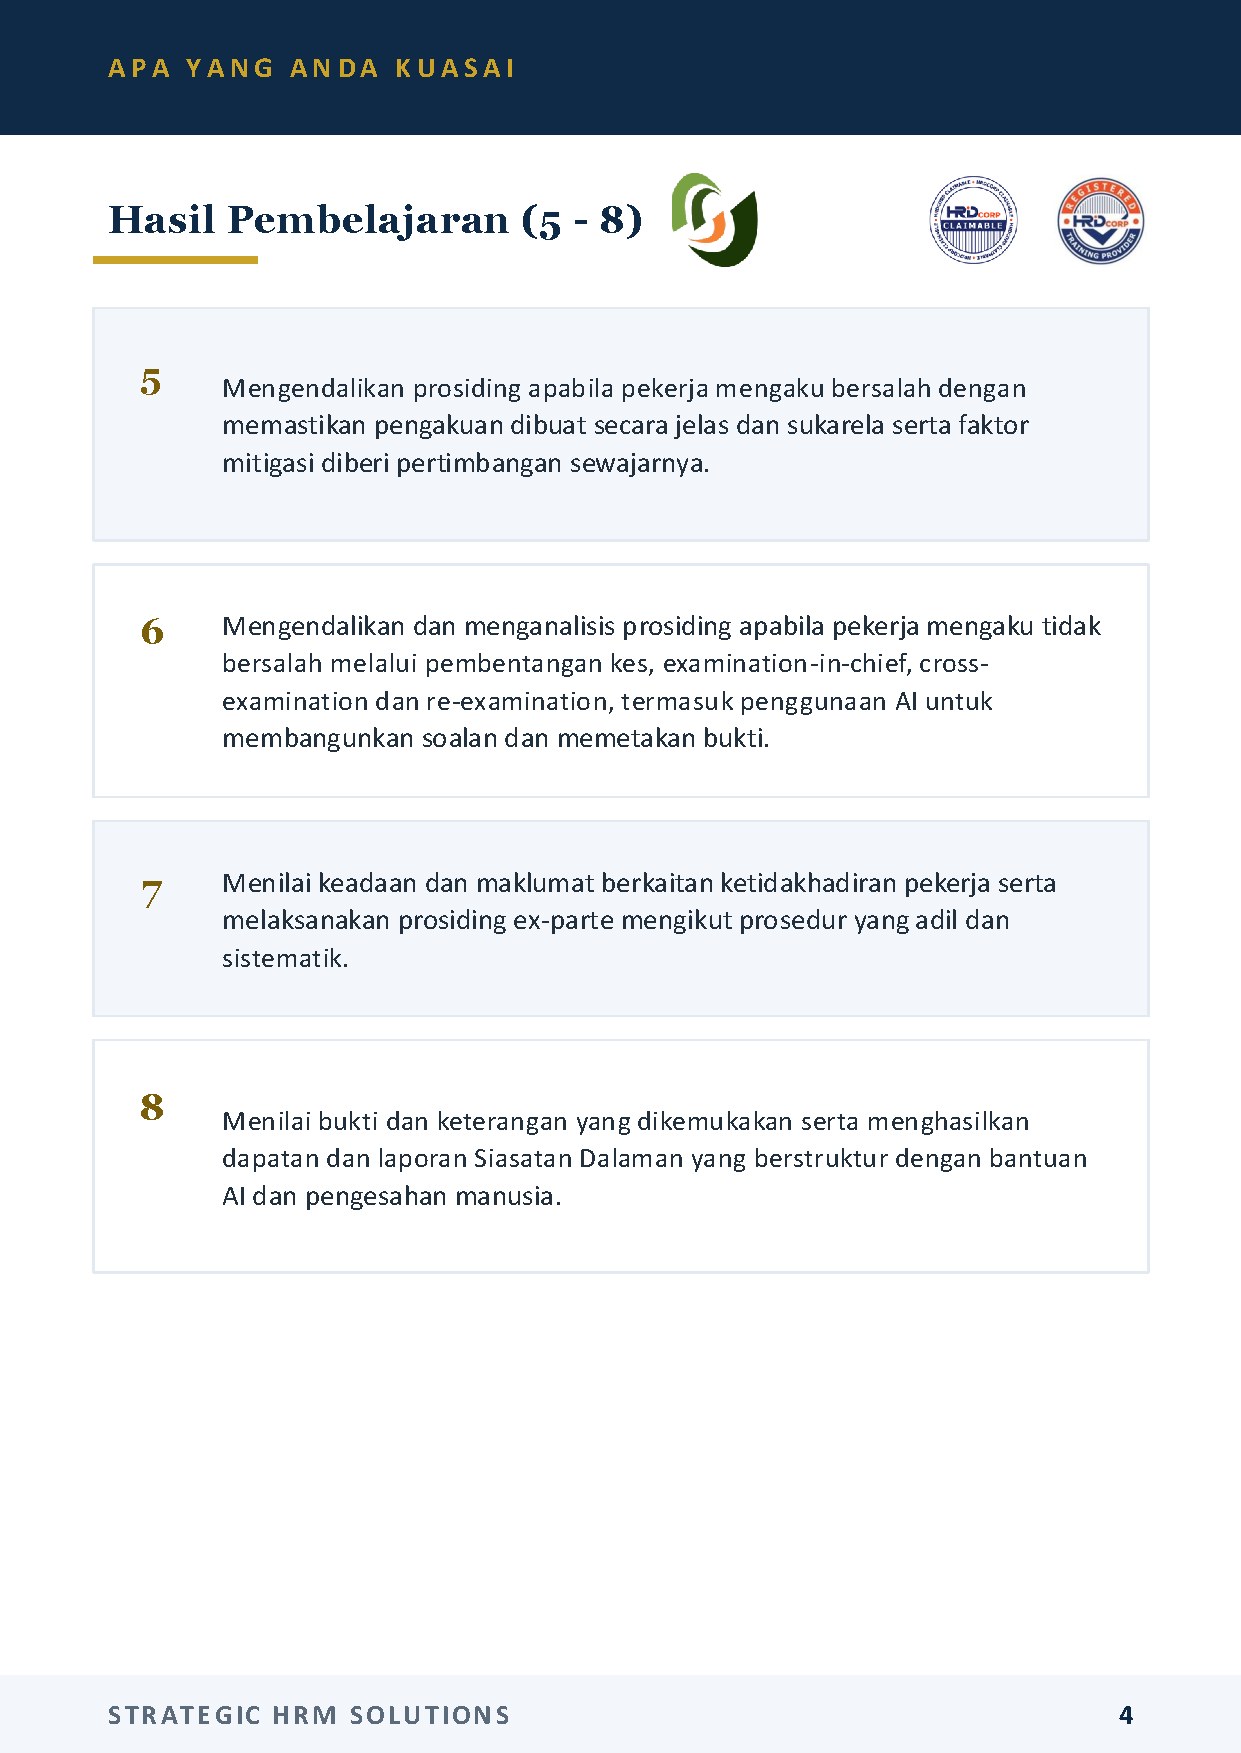 APA YANG ANDA KUASAI
Hasil Pembelajaran (5 - 8)
HRD CORP
CLAIMABLE
REGISTERED
HRD CORP
TRAINING PROVIDER
5
Mengendalikan prosiding apabila pekerja mengaku bersalah dengan
memastikan pengakuan dibuat secara jelas dan sukarela serta faktor
mitigasi diberi pertimbangan sewajarnya.
6
Mengendalikan dan menganalisis prosiding apabila pekerja mengaku tidak
bersalah melalui pembentangan kes, examination-in-chief, cross-
examination dan re-examination, termasuk penggunaan AI untuk
membangunkan soalan dan memetakan bukti.
7
Menilai keadaan dan maklumat berkaitan ketidakhadiran pekerja serta
melaksanakan prosiding ex-parte mengikut prosedur yang adil dan
sistematik.
8
Menilai bukti dan keterangan yang dikemukakan serta menghasilkan
dapatan dan laporan Siasatan Dalaman yang berstruktur dengan bantuan
AI dan pengesahan manusia.
STRATEGIC HRM SOLUTIONS
4